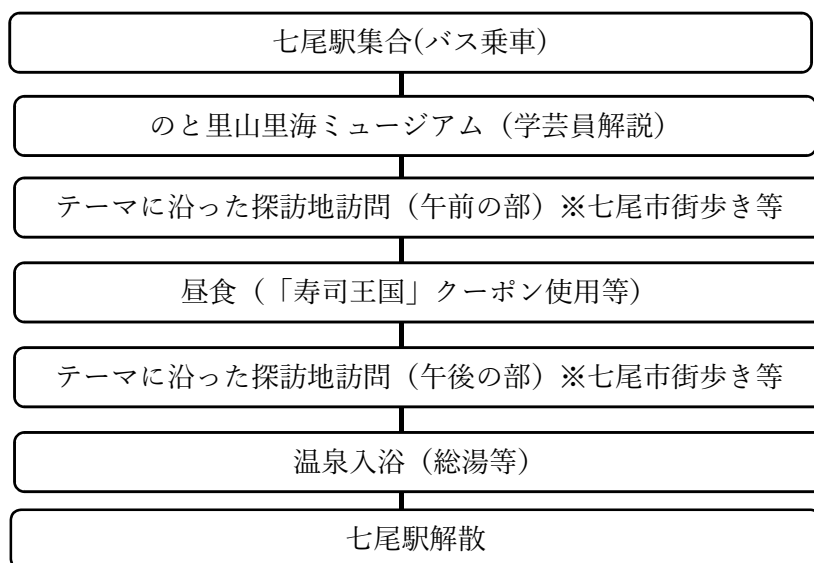 七尾駅集合(バス乗車)
のと里山里海ミュージアム（学芸員解説）
テーマに沿った探訪地訪問（午前の部）※七尾市街歩き等
昼食（「寿司王国」クーポン使用等）
テーマに沿った探訪地訪問（午後の部）※七尾市街歩き等
温泉入浴（総湯等）
七尾駅解散